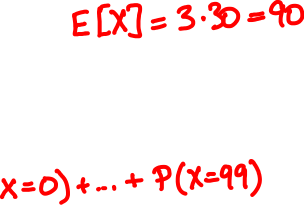 E[X] = 3·30 = 90
X=0) + ... + P(X=99)